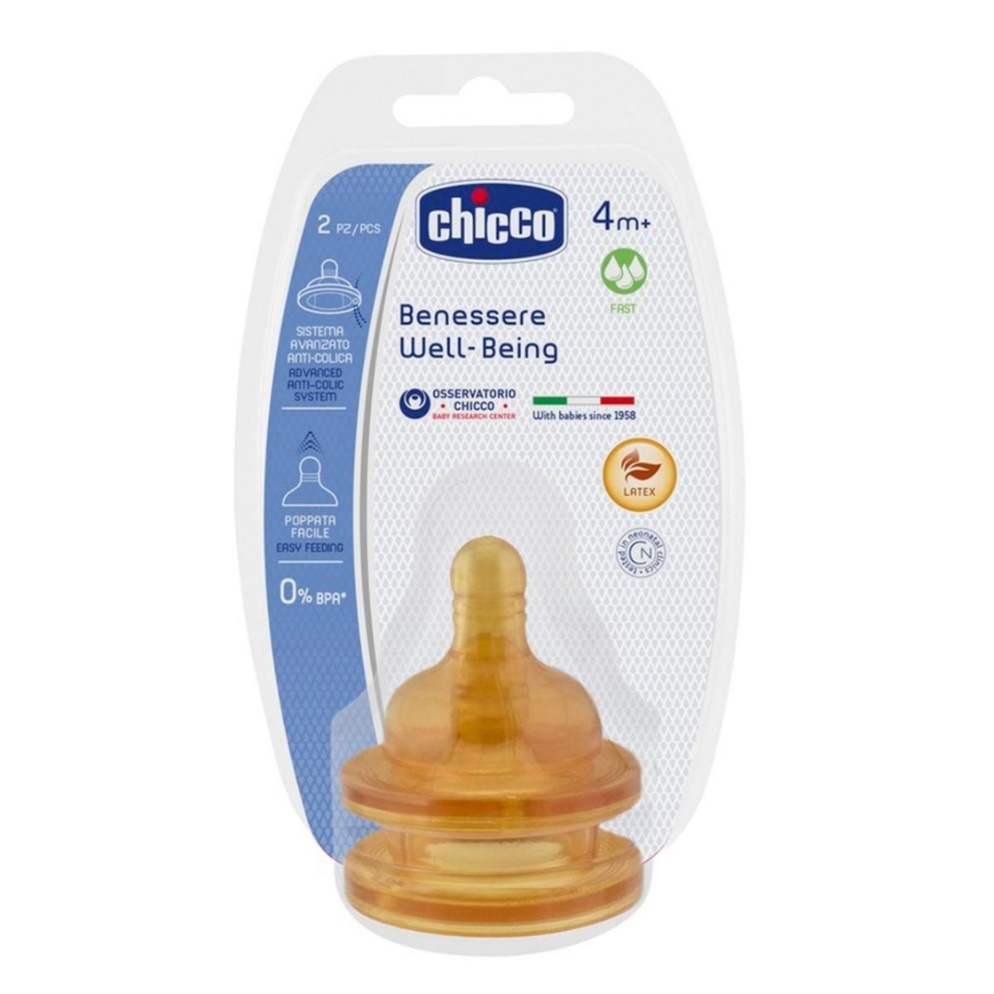 chicco
4m+
2 PZ/PCS
FAST
SISTEMA
AVANZATO
ANTI-COLICA
ADVANCED
ANTI-COLIC
SYSTEM
Benessere
Well-Being
OSSERVATORIO
• CHICCO •
BABY RESEARCH CENTER
With babies since 1958
LATEX
POPPATA
FACILE
EASY FEEDING
tested in neonatal clinics •
CN
0% BPA*